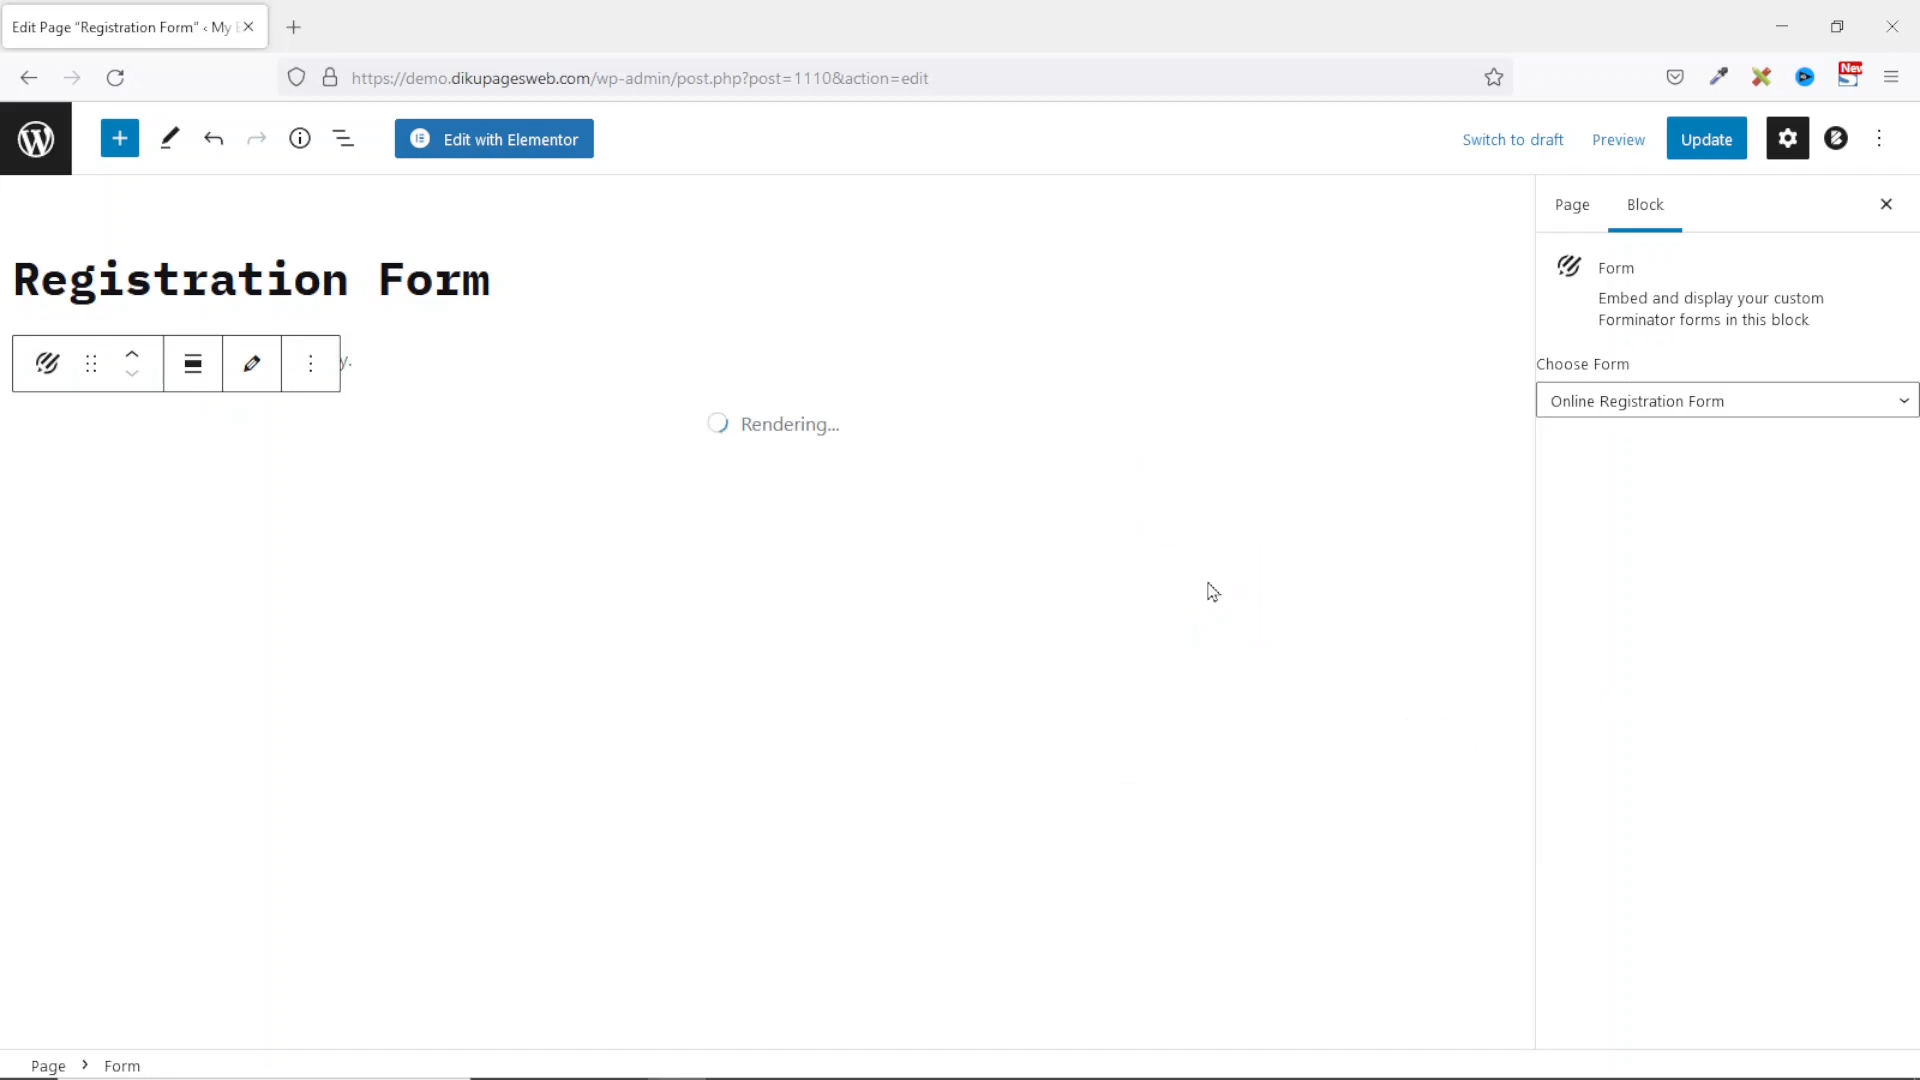 Edit Page “Registration Form” ‹ My
https://demo.dikupagesweb.com/wp-admin/post.php?post=1110&action=edit
New
Edit with Elementor
Switch to draft
Preview
Update
Page
Block
Registration Form
Form
Embed and display your custom
Forminator forms in this block
Choose Form
Online Registration Form
y.
Rendering...
Page
Form